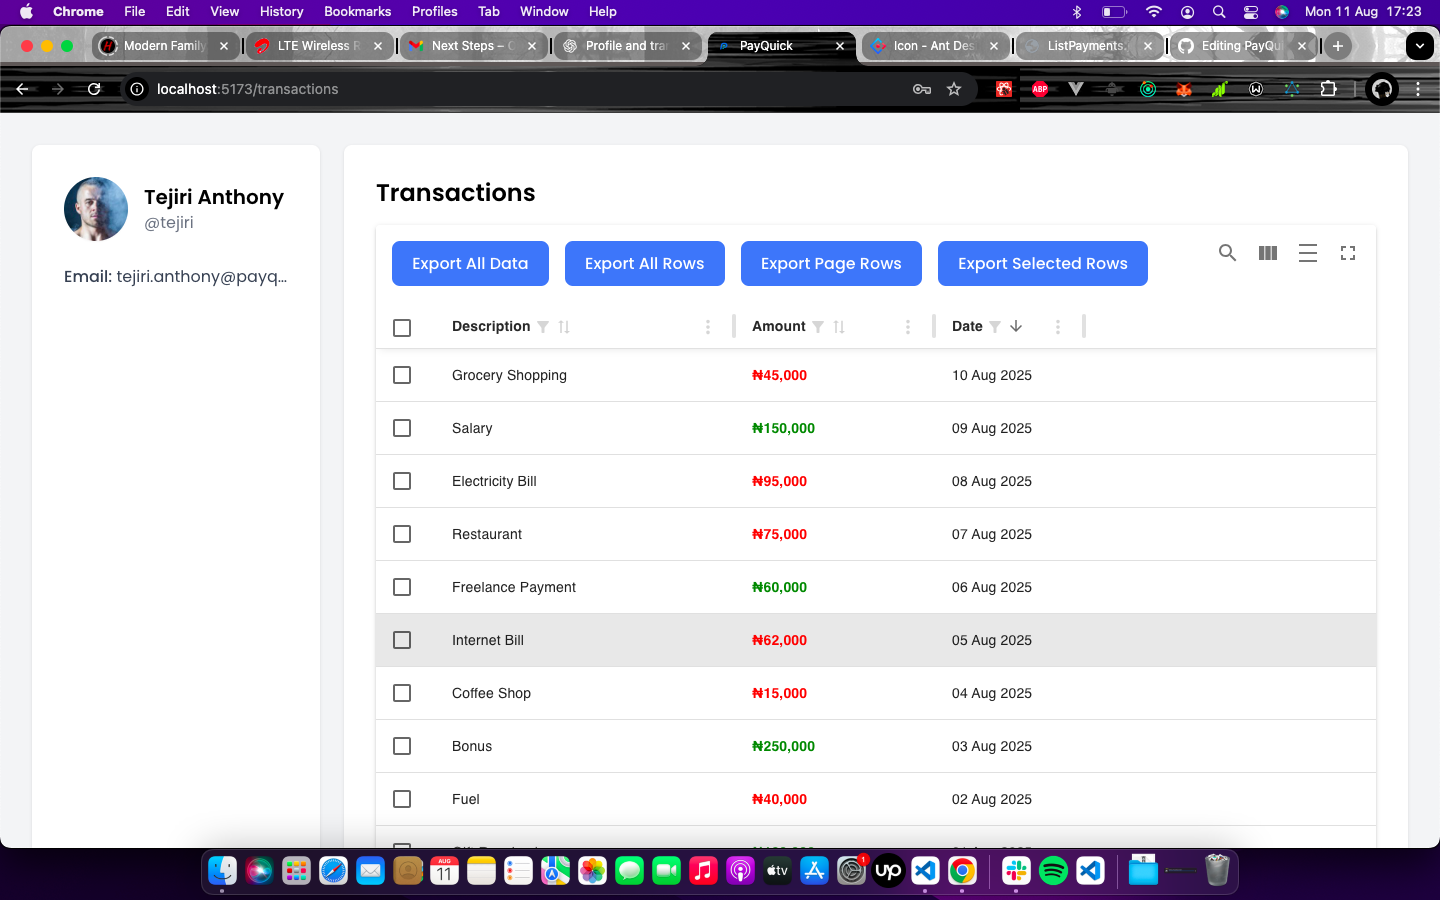 Chrome File Edit View History Bookmarks Profiles Tab Window Help Mon 11 Aug 17:23
Modern Family LTE Wireless R Next Steps – Profile and tra PayQuick Icon - Ant Des ListPayments. Editing PayQu
localhost:5173/transactions ABP
Transactions
Tejiri Anthony
@tejiri
Email: tejiri.anthony@payq...
Export All Data Export All Rows Export Page Rows Export Selected Rows
Description Amount Date
Grocery Shopping ₦45,000 10 Aug 2025
Salary ₦150,000 09 Aug 2025
Electricity Bill ₦95,000 08 Aug 2025
Restaurant ₦75,000 07 Aug 2025
Freelance Payment ₦60,000 06 Aug 2025
Internet Bill ₦62,000 05 Aug 2025
Coffee Shop ₦15,000 04 Aug 2025
Bonus ₦250,000 03 Aug 2025
Fuel ₦40,000 02 Aug 2025
AUG
11
tv
1
up